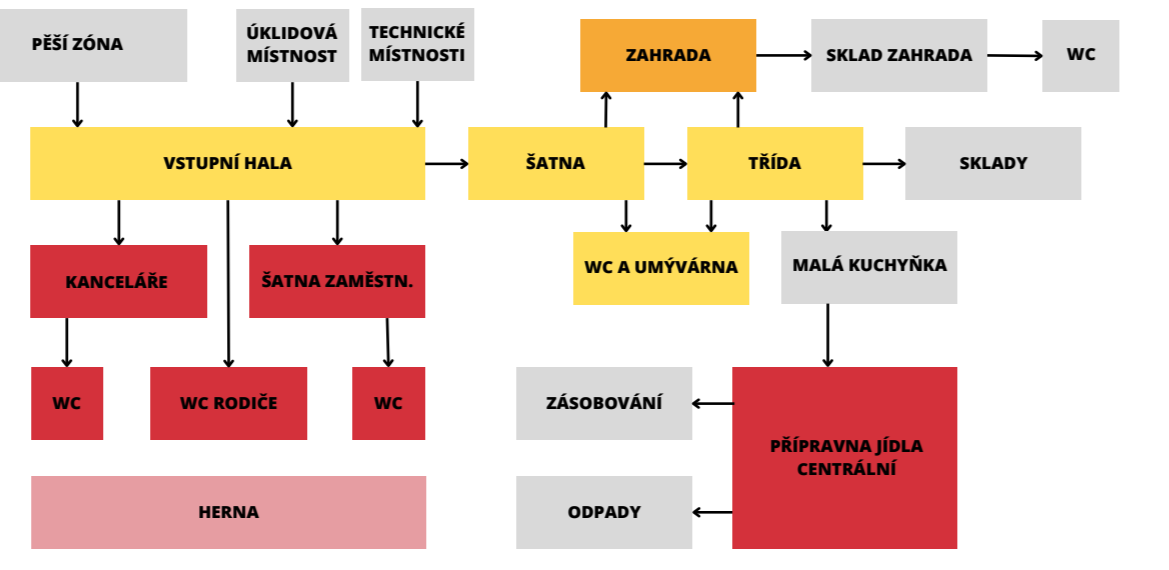 PĚŠÍ ZÓNA
ÚKLIDOVÁ
MÍSTNOST
TECHNICKÉ
MÍSTNOSTI
ZAHRADA
SKLAD ZAHRADA
WC
VSTUPNÍ HALA
ŠATNA
TŘÍDA
SKLADY
KANCELÁŘE
ŠATNA ZAMĚSTN.
WC A UMÝVÁRNA
MALÁ KUCHYŇKA
WC
WC RODIČE
WC
ZÁSOBOVÁNÍ
PŘÍPRAVNA JÍDLA
CENTRÁLNÍ
HERNA
ODPADY